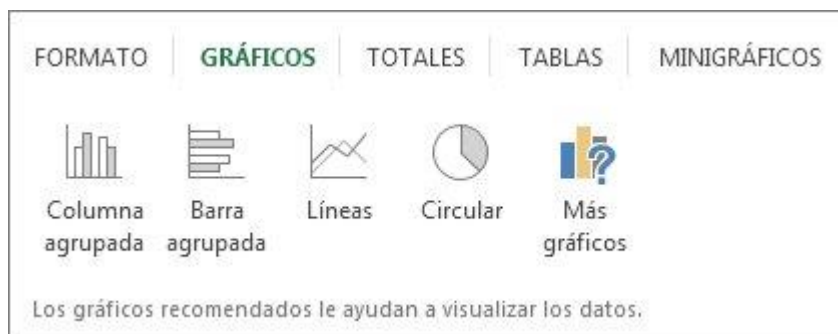 FORMATO GRÁFICOS TOTALES TABLAS MINIGRÁFICOS
Columna agrupada
Barra agrupada
Líneas
Circular
Más gráficos
Los gráficos recomendados le ayudan a visualizar los datos.